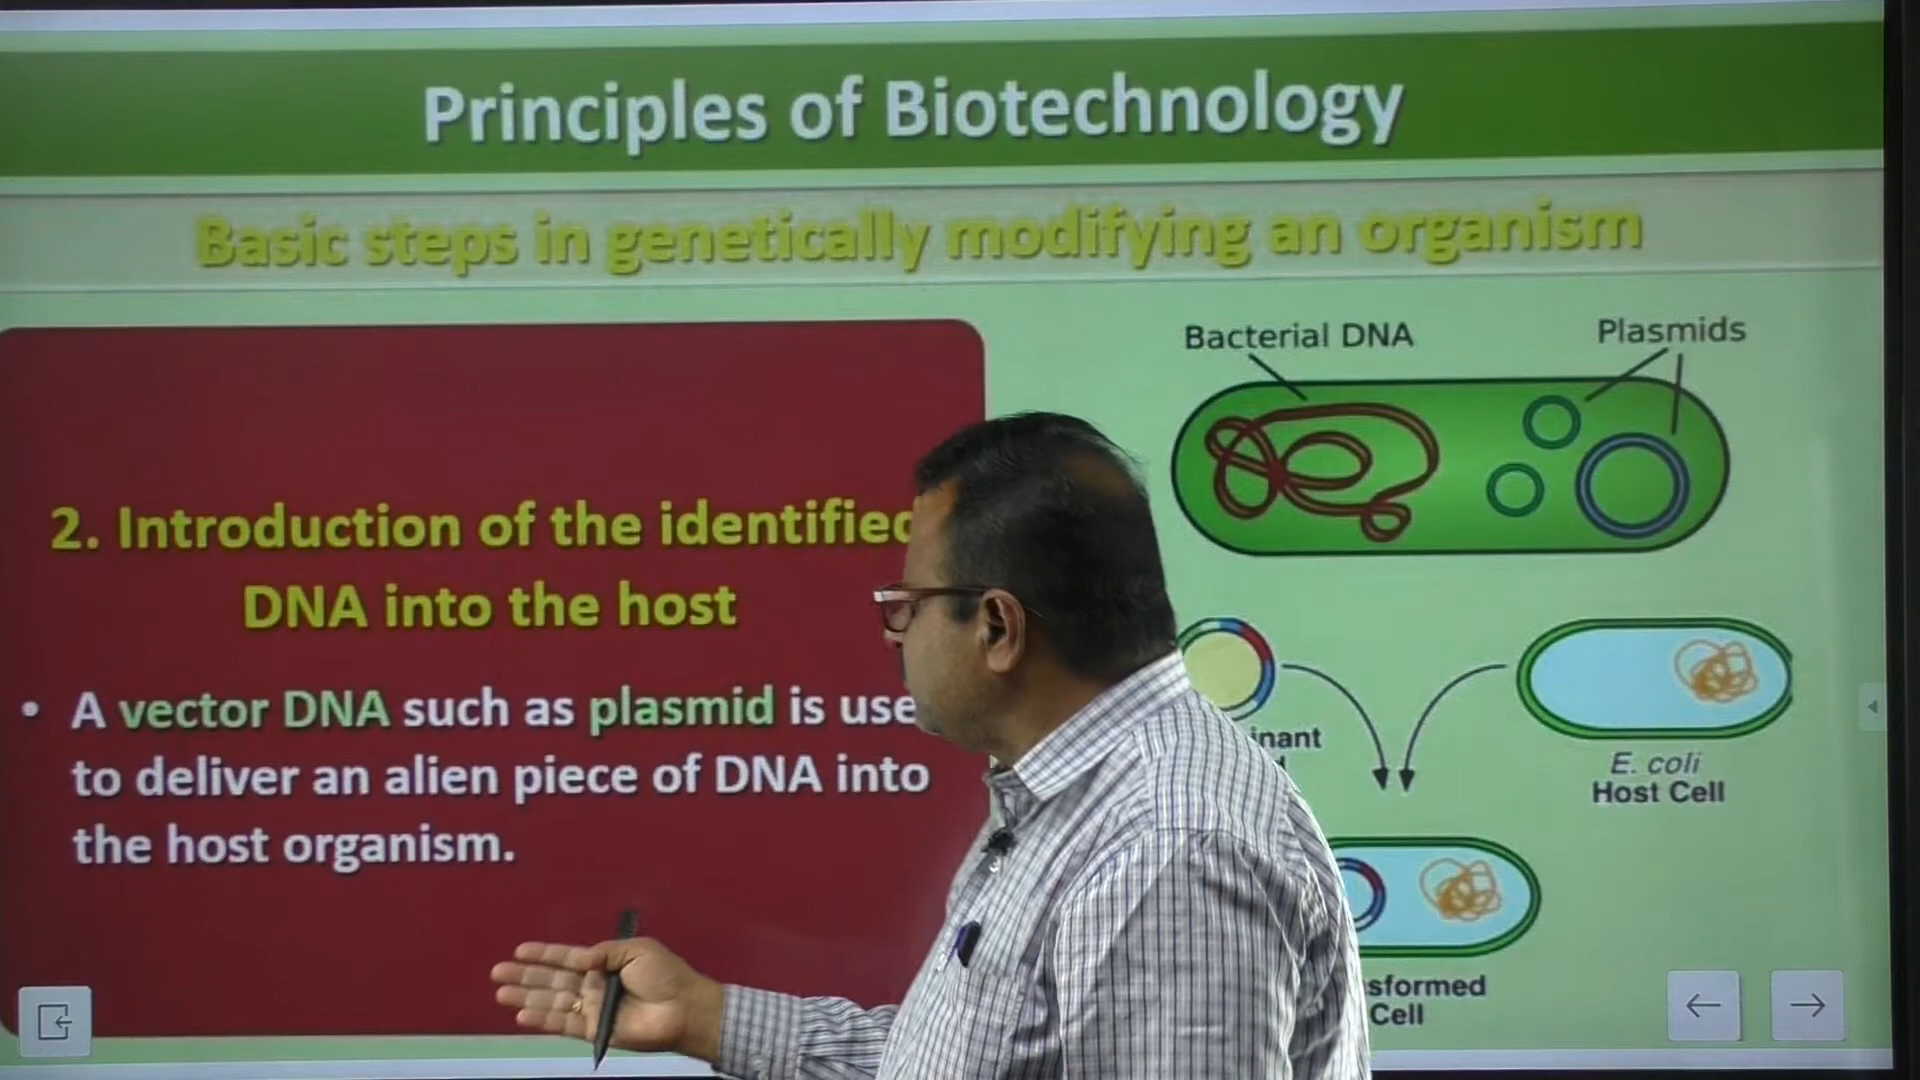 Principles of Biotechnology
Basic steps in genetically modifying an organism
2. Introduction of the identified
DNA into the host
• A vector DNA such as plasmid is use
to deliver an alien piece of DNA into
the host organism.
Bacterial DNA
Plasmids
inant
E. coli
Host Cell
sformed
Cell